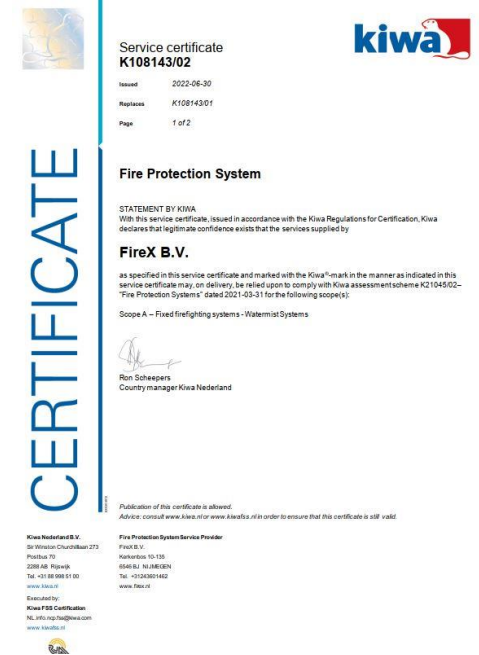 kiwa
Service certificate
K108143/02
Issued 2022-06-30
Replaces K108143/01
Page 1 of 2
CERTIFICATE
Fire Protection System
STATEMENT BY KIWA
With this service certificate, issued in accordance with the Kiwa Regulations for Certification, Kiwa
declares that legitimate confidence exists that the services supplied by
FireX B.V.
as specified in this service certificate and marked with the Kiwa®-mark in the manner as indicated in this
service certificate may, on delivery, be relied upon to comply with Kiwa assessment scheme K21045/02–
"Fire Protection Systems" dated 2021-03-31 for the following scope(s):
Scope A – Fixed firefighting systems - Watermist Systems
Ron Scheepers
Country manager Kiwa Nederland
Publication of this certificate is allowed.
Advice: consult www.kiwa.nl or www.kiwafss.nl in order to ensure that this certificate is still valid.
Kiwa Nederland B.V.
Sir Winston Churchilllaan 273
Postbus 70
2288 AB Rijswijk
Tel. +31 88 998 51 00
www.kiwa.nl
Executed by:
Kiwa FSS Certification
NL.info.ncp.fss@kiwa.com
www.kiwafss.nl
Fire Protection System Service Provider
FireX B.V.
Kerkenbos 10-135
6546 BJ NIJMEGEN
Tel. +31243601462
www.firex.nl